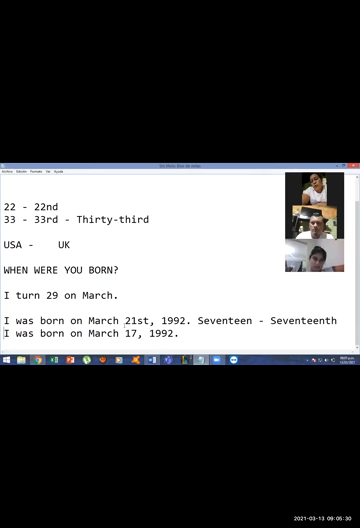 22 - 22nd
33 - 33rd - Thirty-third
USA - UK
WHEN WERE YOU BORN?
I turn 29 on March.
I was born on March 21st, 1992. Seventeen - Seventeenth
I was born on March 17, 1992.
2021-03-13 09:05:30